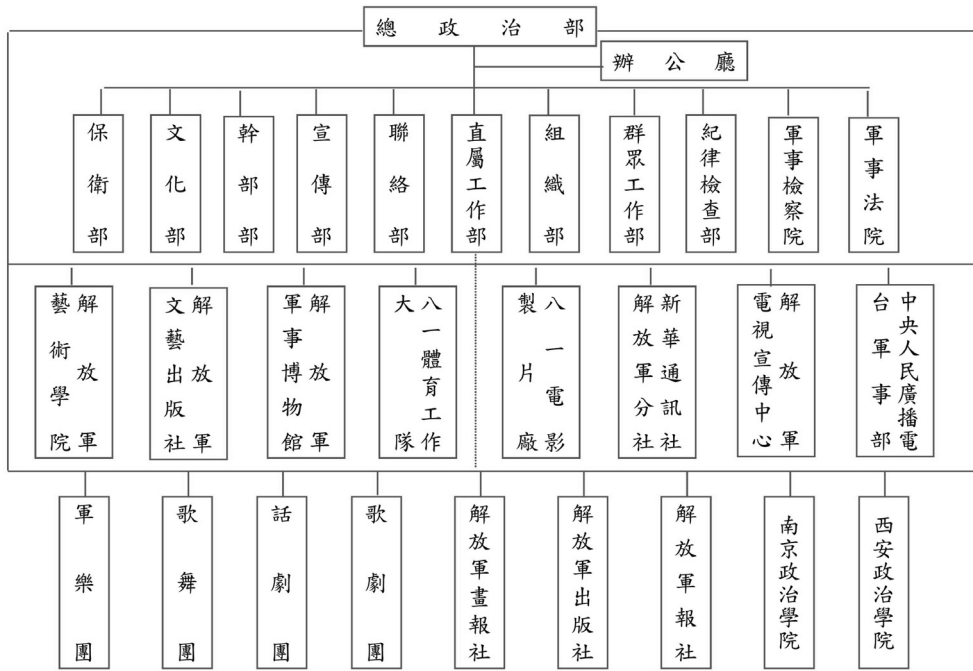 總政治部
辦公廳
保衛部
文化部
幹部部
宣傳部
聯絡部
直屬工作部
組織部
群眾工作部
紀律檢查部
軍事檢察院
軍事法院
解放軍
藝術學院
解放軍
文藝出版社
解放軍
軍事博物館
八一體育工作
大隊
八一電影
製片廠
新華通訊社
解放軍分社
解放軍
電視宣傳中心
中央人民廣播電
台軍事部
軍樂團
歌舞團
話劇團
歌劇團
解放軍畫報社
解放軍出版社
解放軍報社
南京政治學院
西安政治學院